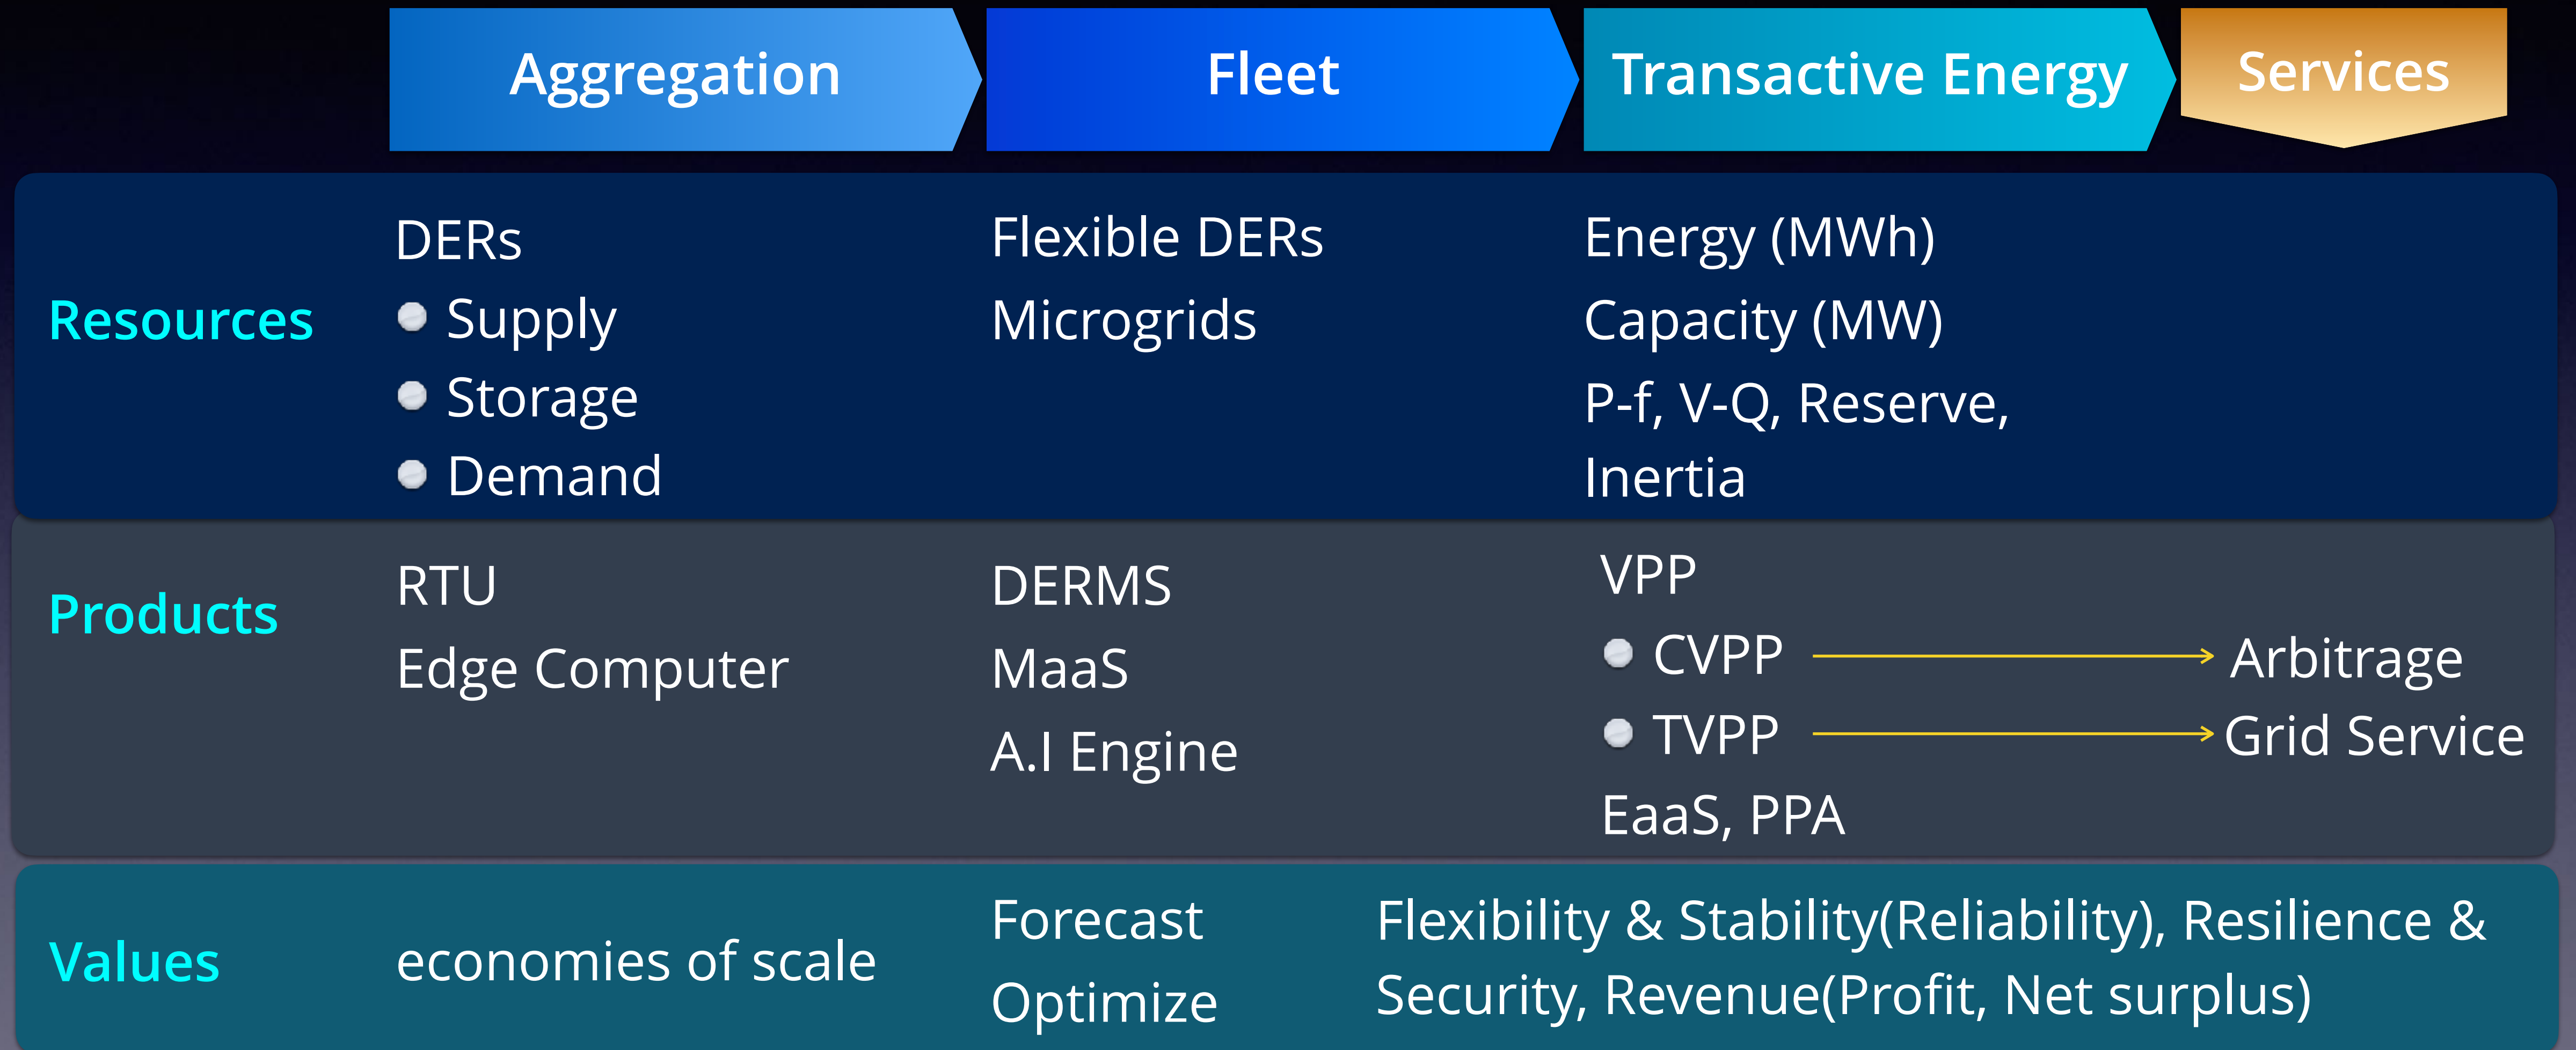 Aggregation
Fleet
Transactive Energy
Services
Resources
DERs
Supply
Storage
Demand
Flexible DERs
Microgrids
Energy (MWh)
Capacity (MW)
P-f, V-Q, Reserve,
Inertia
Products
RTU
Edge Computer
DERMS
MaaS
A.I Engine
VPP
CVPP
Arbitrage
TVPP
Grid Service
EaaS, PPA
Values
economies of scale
Forecast
Optimize
Flexibility & Stability(Reliability), Resilience &
Security, Revenue(Profit, Net surplus)